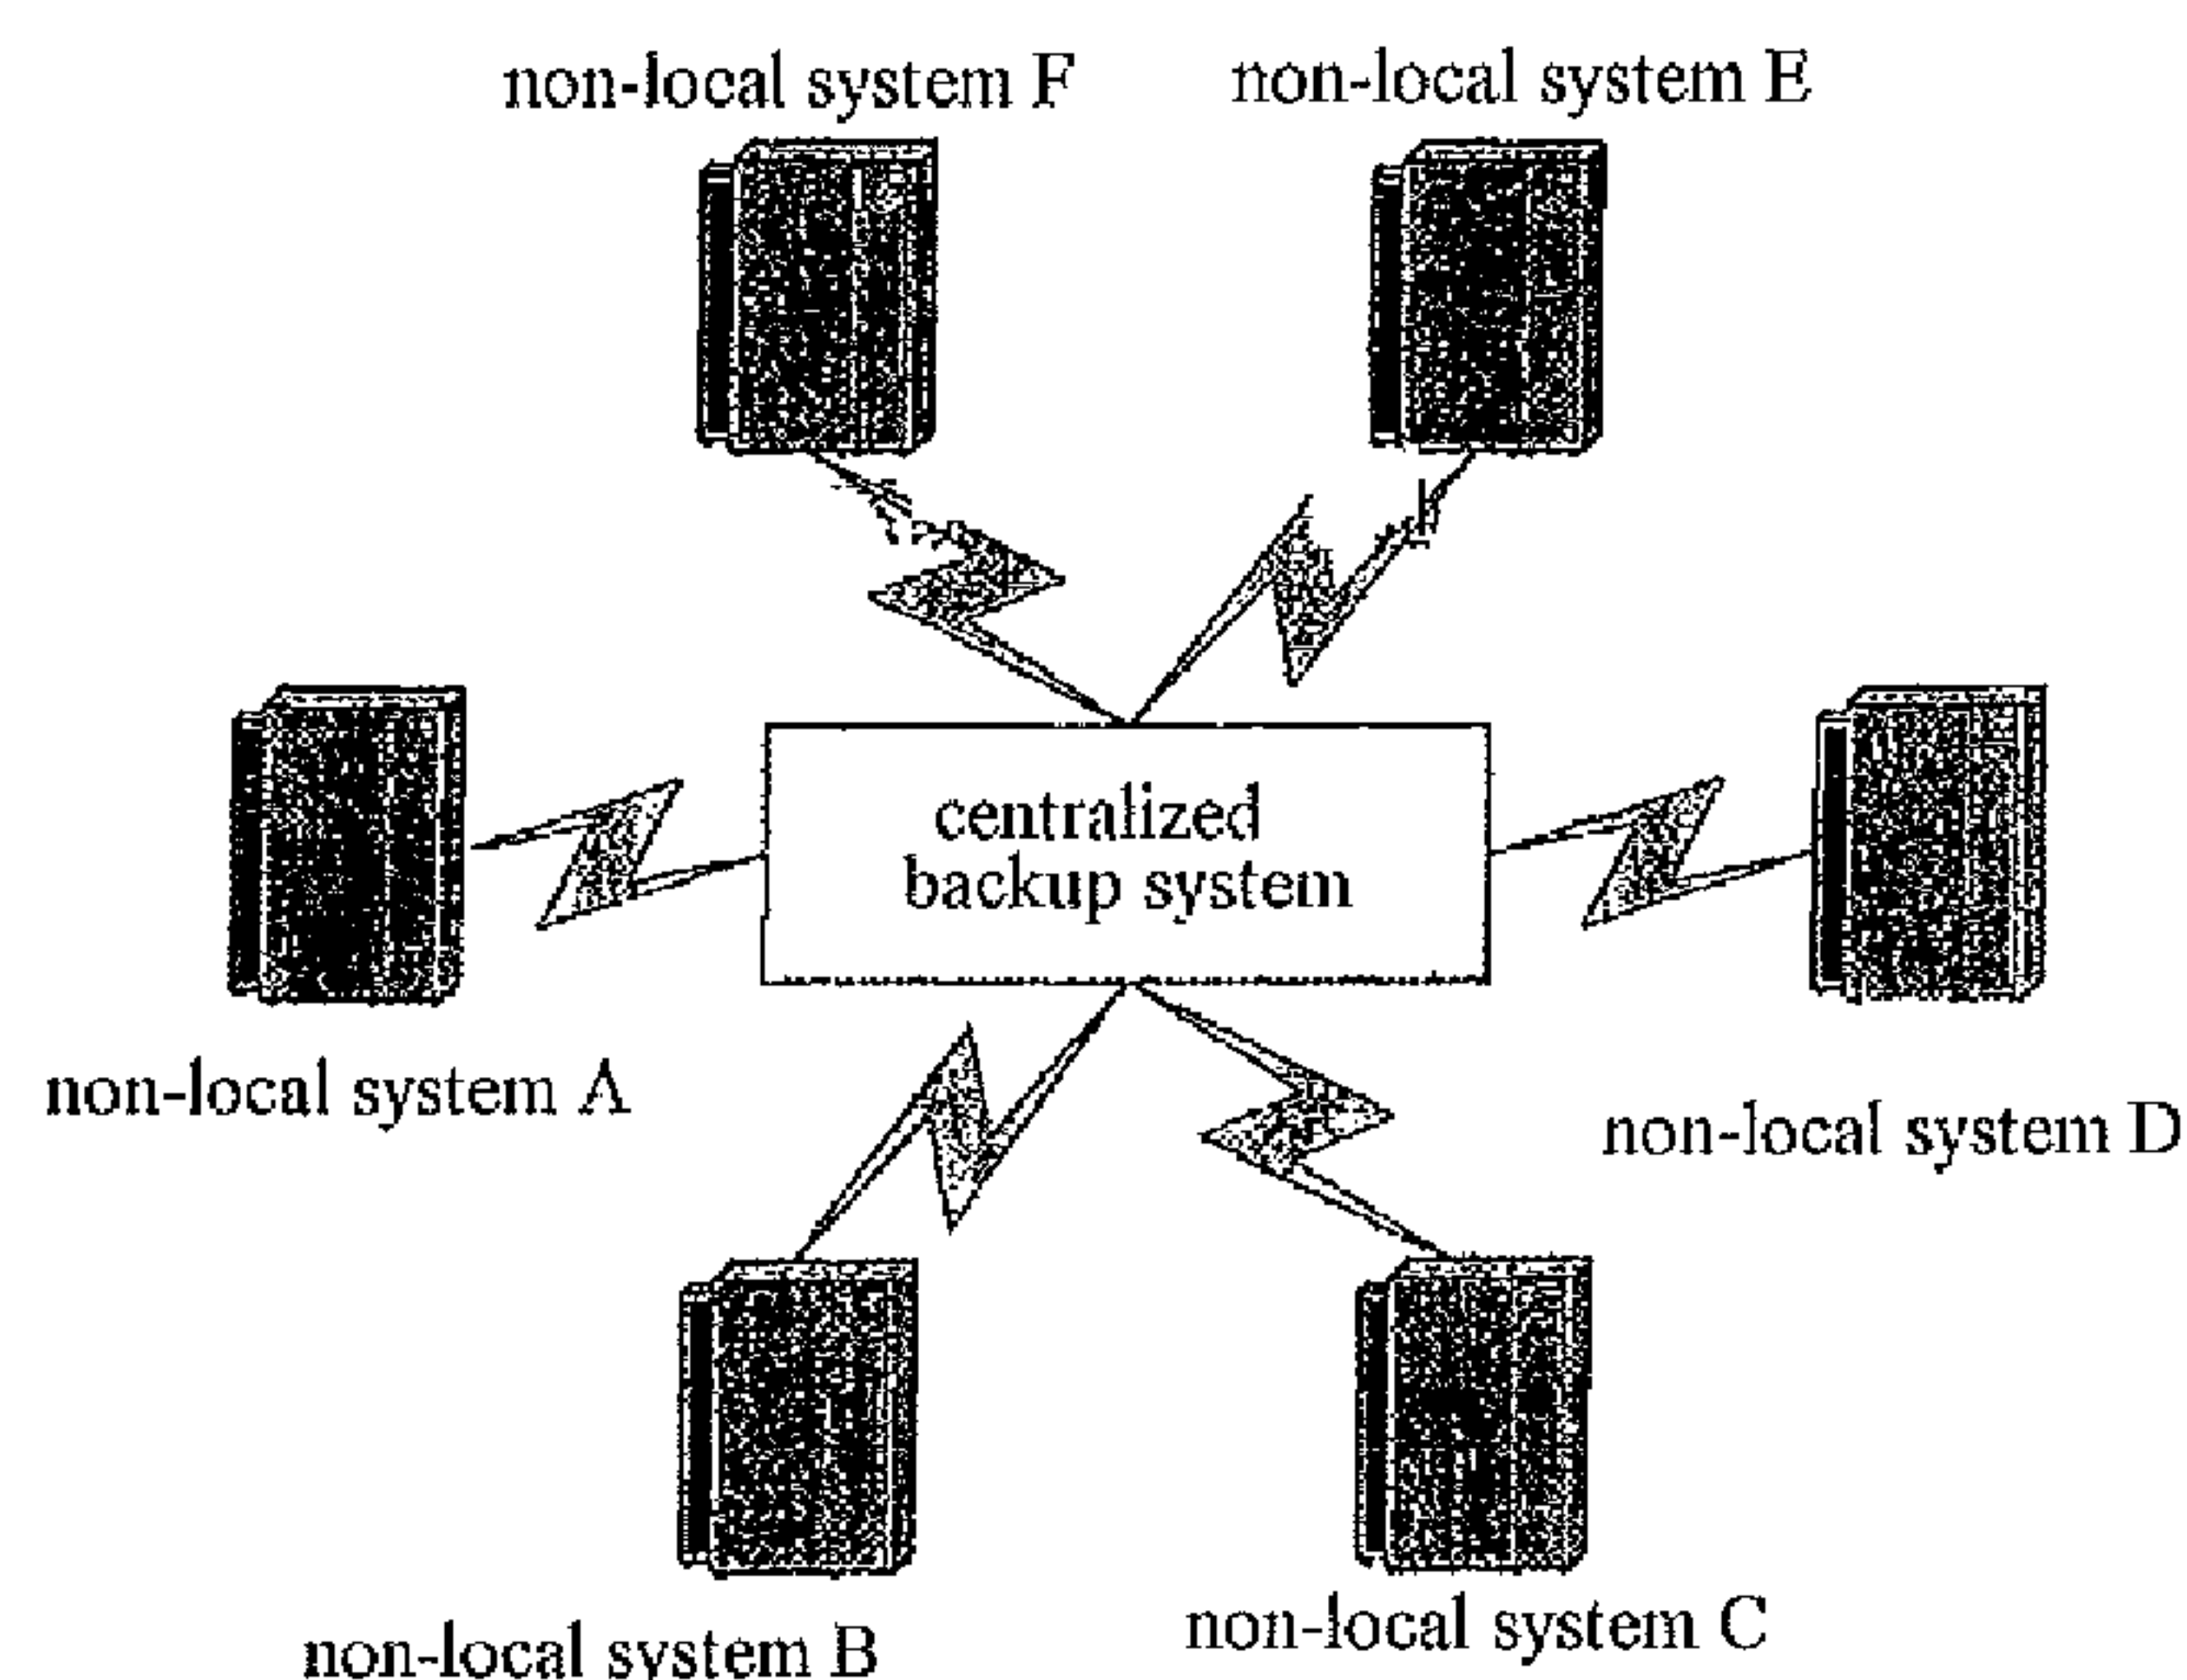 non-local system F
non-local system E
centralized
backup system
non-local system A
non-local system D
non-local system B
non-local system C